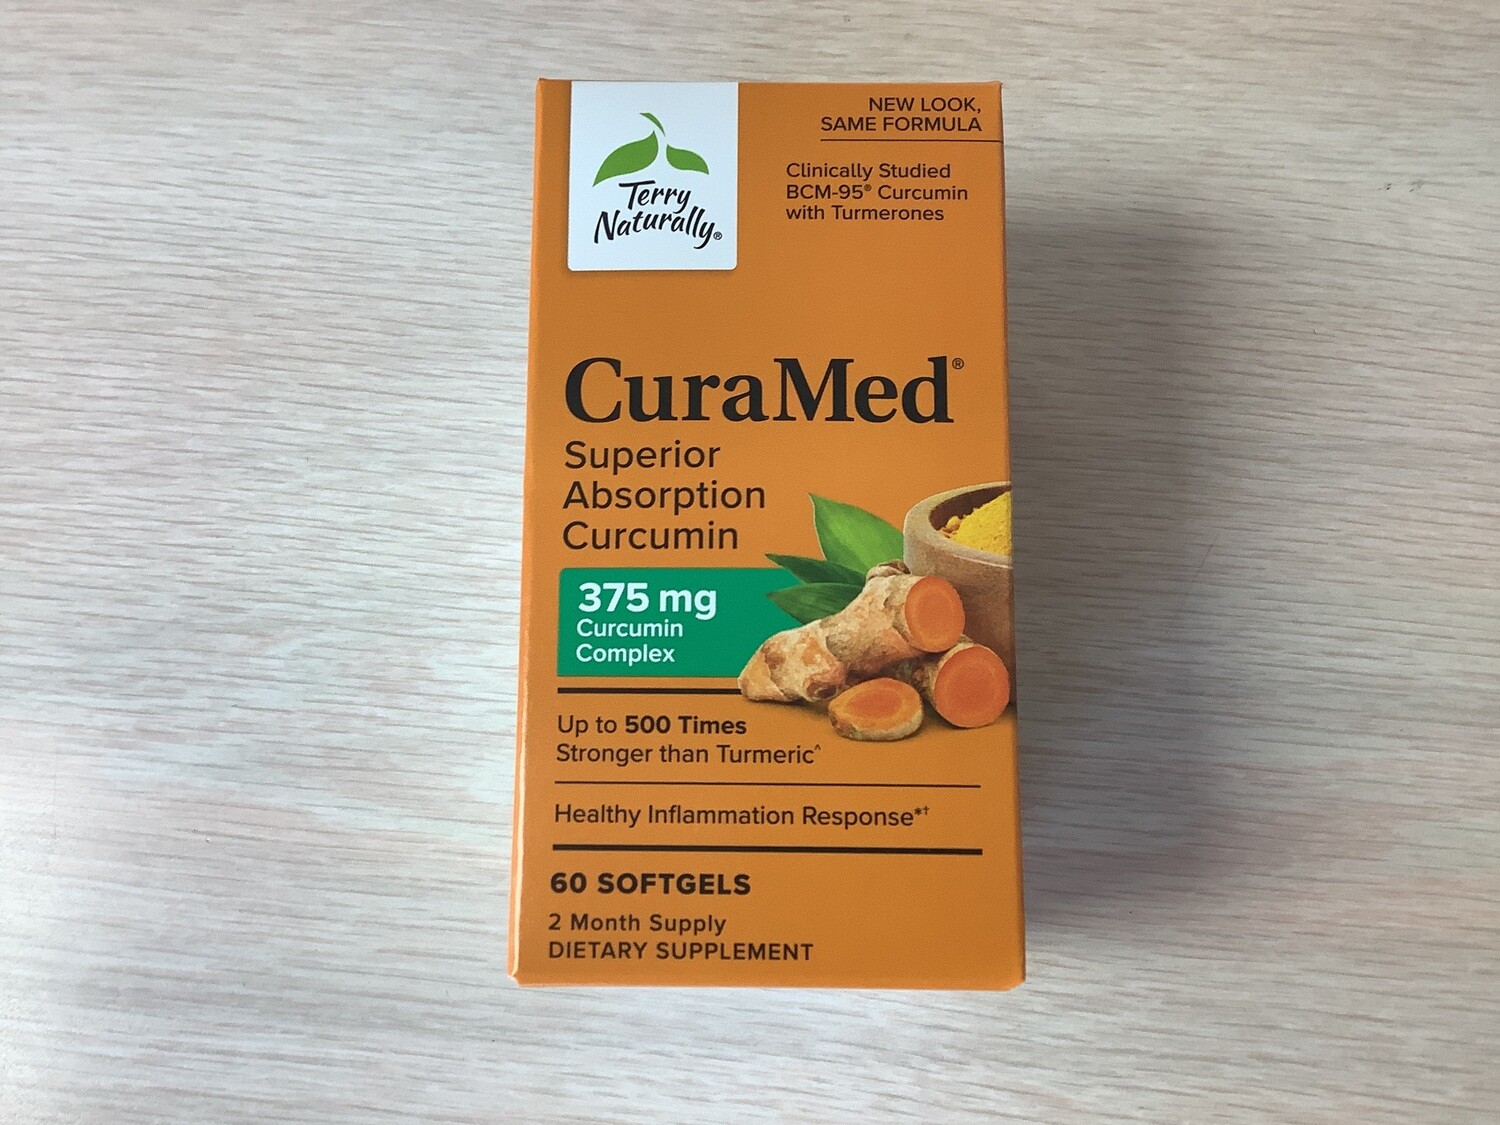 Terry
Naturally®
NEW LOOK,
SAME FORMULA
Clinically Studied
BCM-95® Curcumin
with Turmerones
CuraMed®
Superior
Absorption
Curcumin
375 mg
Curcumin
Complex
Up to 500 Times
Stronger than Turmeric^
Healthy Inflammation Response*†
60 SOFTGELS
2 Month Supply
DIETARY SUPPLEMENT